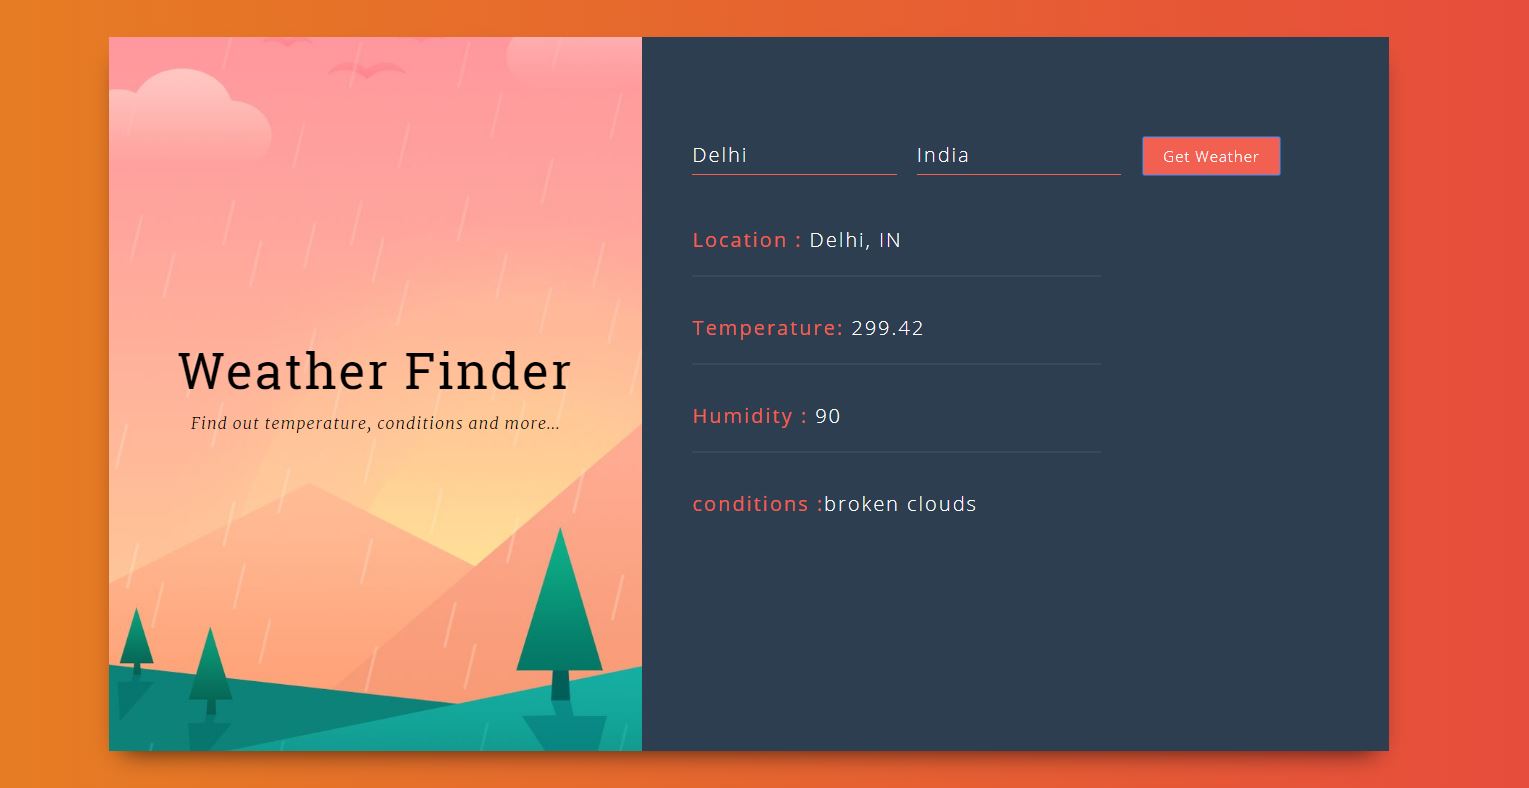 Weather Finder
Find out temperature, conditions and more...
Delhi India Get Weather
Location : Delhi, IN
Temperature: 299.42
Humidity : 90
conditions :broken clouds